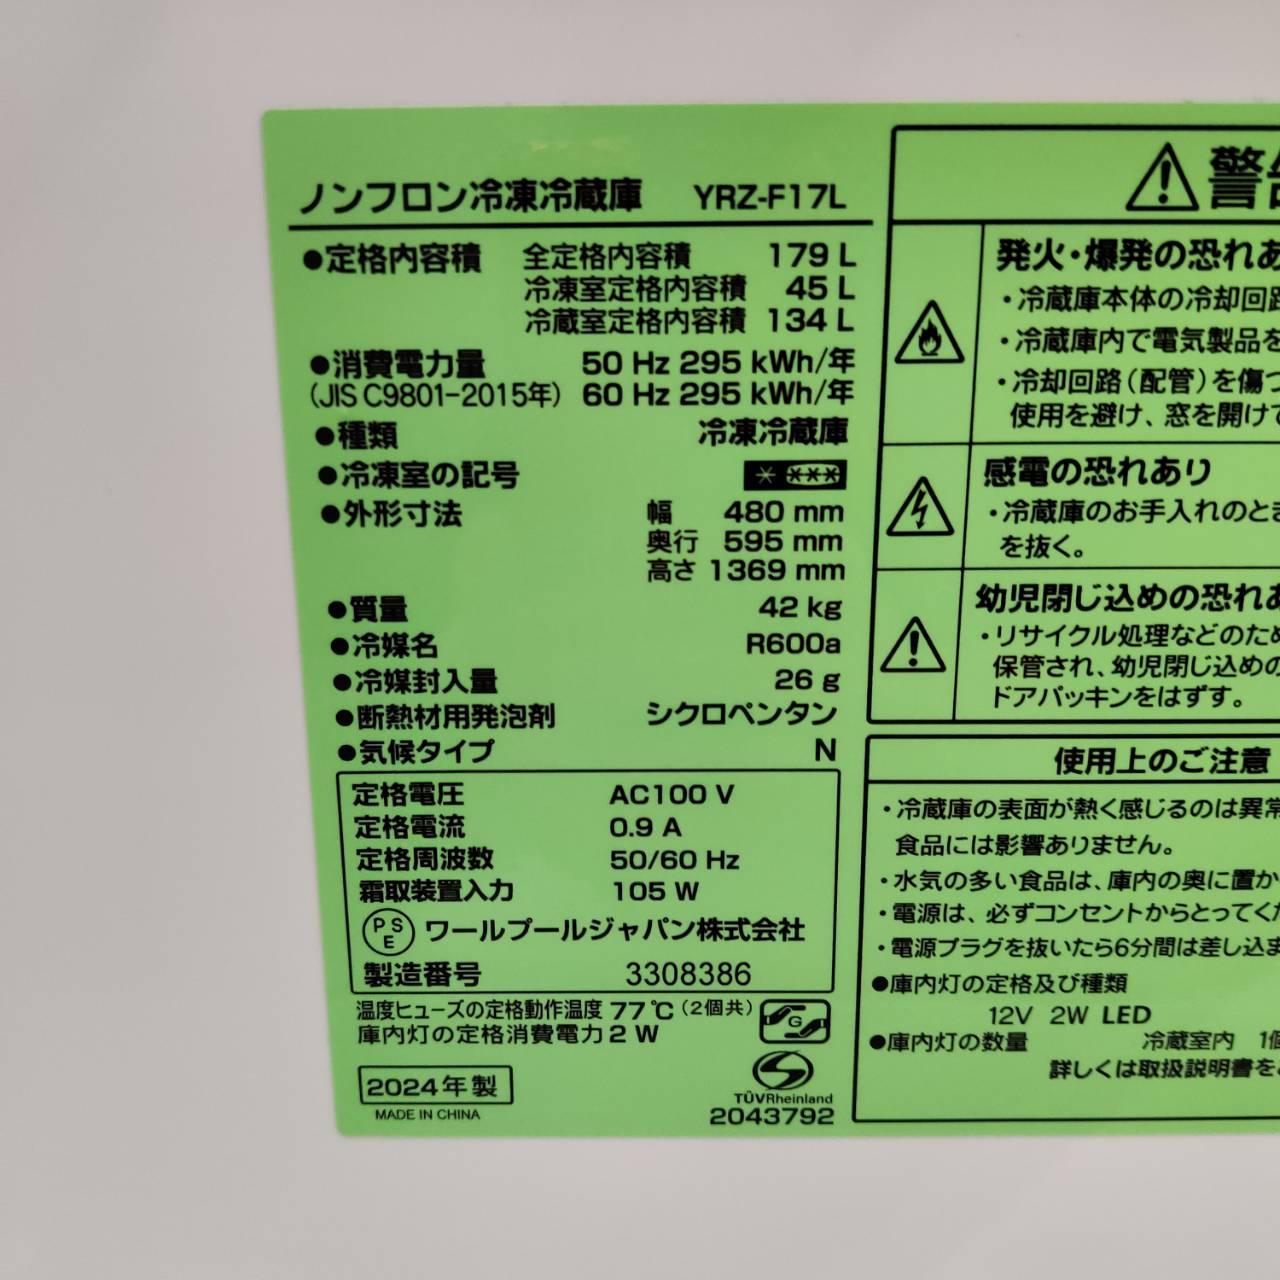 ノンフロン冷凍冷蔵庫 YRZ-F17L
●定格内容積 全定格内容積 179 L
冷凍室定格内容積 45 L
冷蔵室定格内容積 134 L
●消費電力量 50 Hz 295 kWh/年
(JIS C9801-2015年) 60 Hz 295 kWh/年
●種類 冷凍冷蔵庫
●冷凍室の記号 * ***
●外形寸法 幅 480 mm
奥行 595 mm
高さ 1369 mm
●質量 42 kg
●冷媒名 R600a
●冷媒封入量 26 g
●断熱材用発泡剤 シクロペンタン
●気候タイプ N
定格電圧 AC100 V
定格電流 0.9 A
定格周波数 50/60 Hz
霜取装置入力 105 W
PS
E
ワールプールジャパン株式会社
製造番号 3308386
温度ヒューズの定格動作温度 77℃(2個共)
庫内灯の定格消費電力 2 W
G
2024年製
MADE IN CHINA
TÜVRheinland
2043792
警告
発火・爆発の恐れあ
・冷蔵庫本体の冷却回路
・冷蔵庫内で電気製品を
・冷却回路(配管)を傷つ
使用を避け、窓を開けて
感電の恐れあり
・冷蔵庫のお手入れのとき
を抜く。
幼児閉じ込めの恐れあ
・リサイクル処理などのため
保管され、幼児閉じ込めの
ドアパッキンをはずす。
使用上のご注意
・冷蔵庫の表面が熱く感じるのは異常
食品には影響ありません。
・水気の多い食品は、庫内の奥に置か
・電源は、必ずコンセントからとってくだ
・電源プラグを抜いたら6分間は差し込ま
●庫内灯の定格及び種類
12V 2W LED
●庫内灯の数量 冷蔵室内 1個
詳しくは取扱説明書を